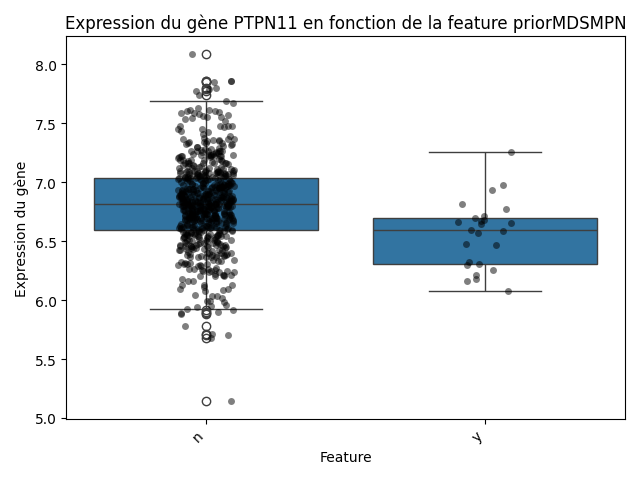 Expression du gène PTPN11 en fonction de la feature priorMDSMPN
8.0
7.5
7.0
6.5
6.0
5.5
5.0
Expression du gène
n
y
Feature